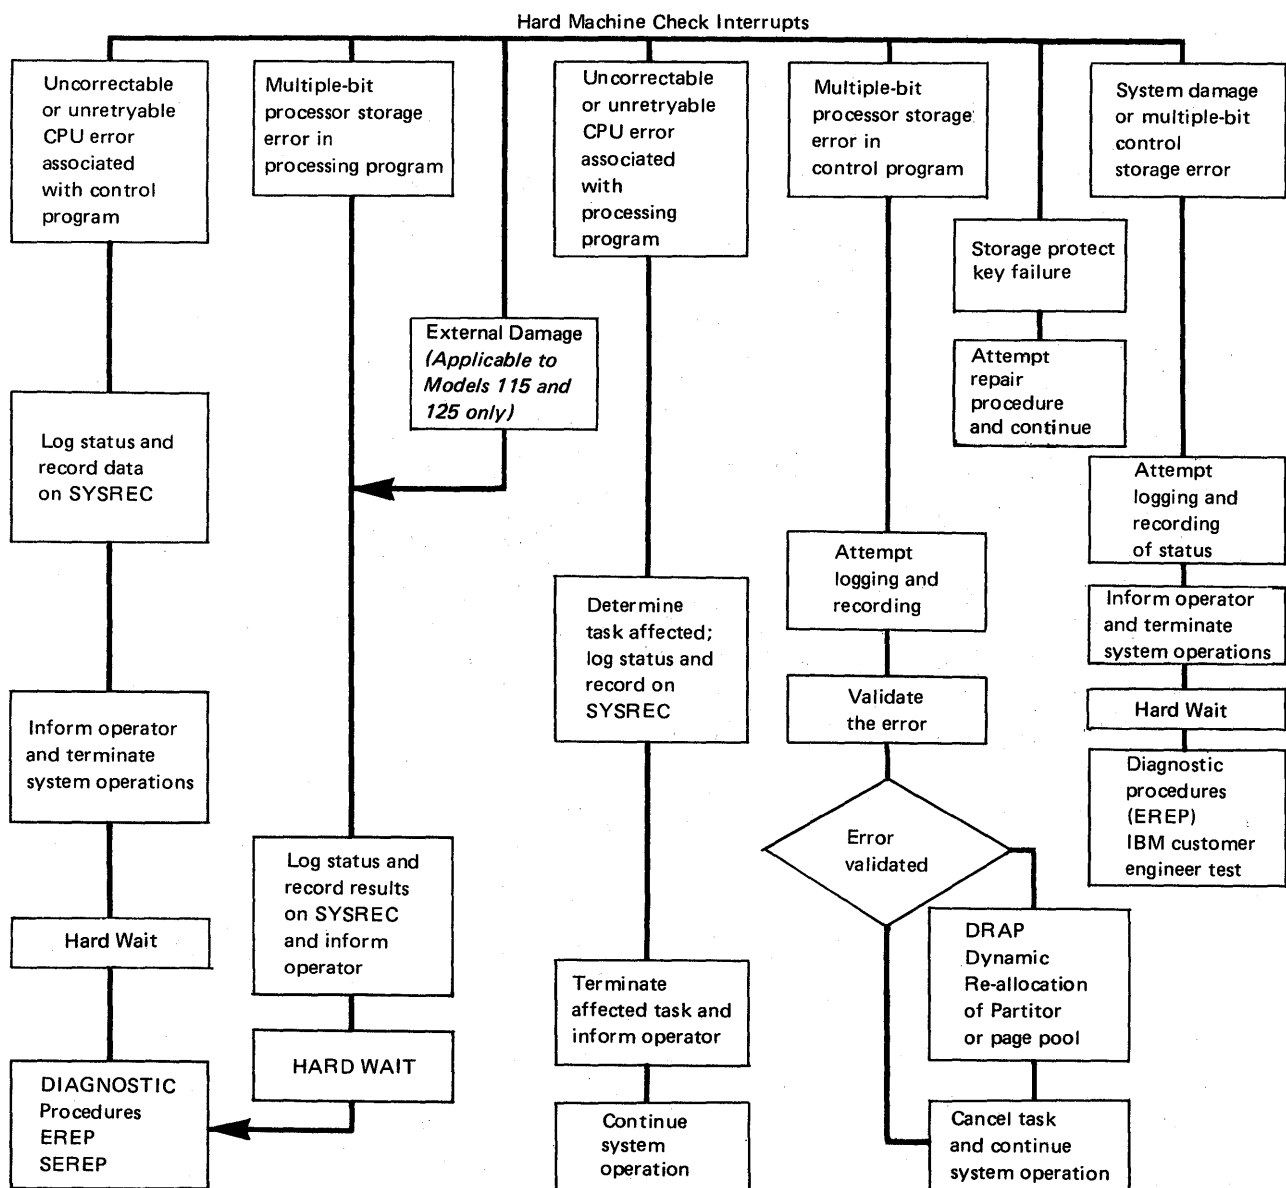 Hard Machine Check Interrupts
Uncorrectable
or unretryable
CPU error
associated
with control
program
Log status and
record data
on SYSREC
Inform operator
and terminate
system operations
Hard Wait
DIAGNOSTIC
Procedures
EREP
SEREP
Multiple-bit
processor storage
error in
processing program
External Damage
(Applicable to
Models 115 and
125 only)
Log status and
record results
on SYSREC
and inform
operator
HARD WAIT
Uncorrectable
or unretryable
CPU error
associated
with
processing
program
Determine
task affected;
log status and
record on
SYSREC
Terminate
affected task and
inform operator
Continue
system
operation
Multiple-bit
processor storage
error in
control program
Attempt
logging and
recording
Validate
the error
Error
validated
DRAP
Dynamic
Re-allocation
of Partitor
or page pool
Cancel task
and continue
system operation
Storage protect
key failure
Attempt
repair
procedure
and continue
System damage
or multiple-bit
control
storage error
Attempt
logging and
recording
of status
Inform operator
and terminate
system operations
Hard Wait
Diagnostic
procedures
(EREP)
IBM customer
engineer test